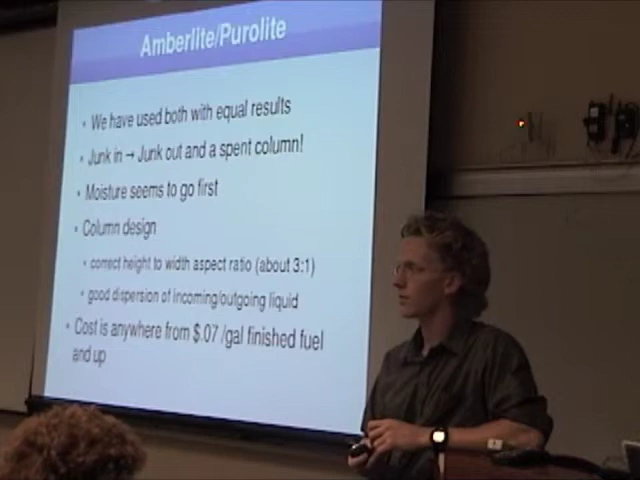 Amberlite/Purolite
• We have used both with equal results
• Junk in → Junk out and a spent column!
• Moisture seems to go first
• Column design
• correct height to width aspect ratio (about 3:1)
• good dispersion of incoming/outgoing liquid
• Cost is anywhere from $.07 /gal finished fuel
and up